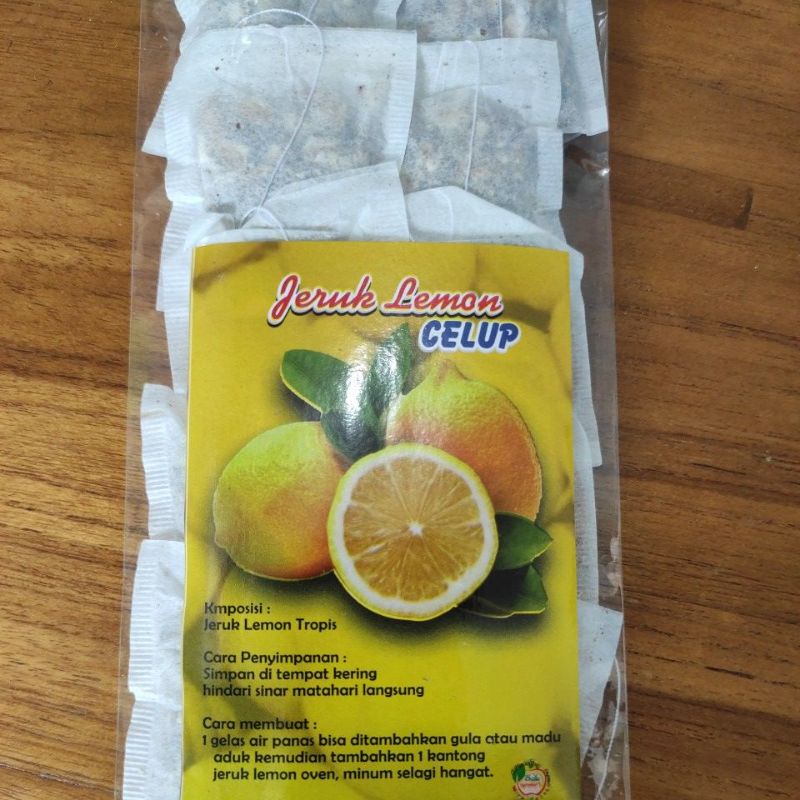 Jeruk Lemon
CELUP
Kmposisi :
Jeruk Lemon Tropis
Cara Penyimpanan :
Simpan di tempat kering
hindari sinar matahari langsung
Cara membuat :
1 gelas air panas bisa ditambahkan gula atau madu
aduk kemudian tambahkan 1 kantong
jeruk lemon oven, minum selagi hangat.